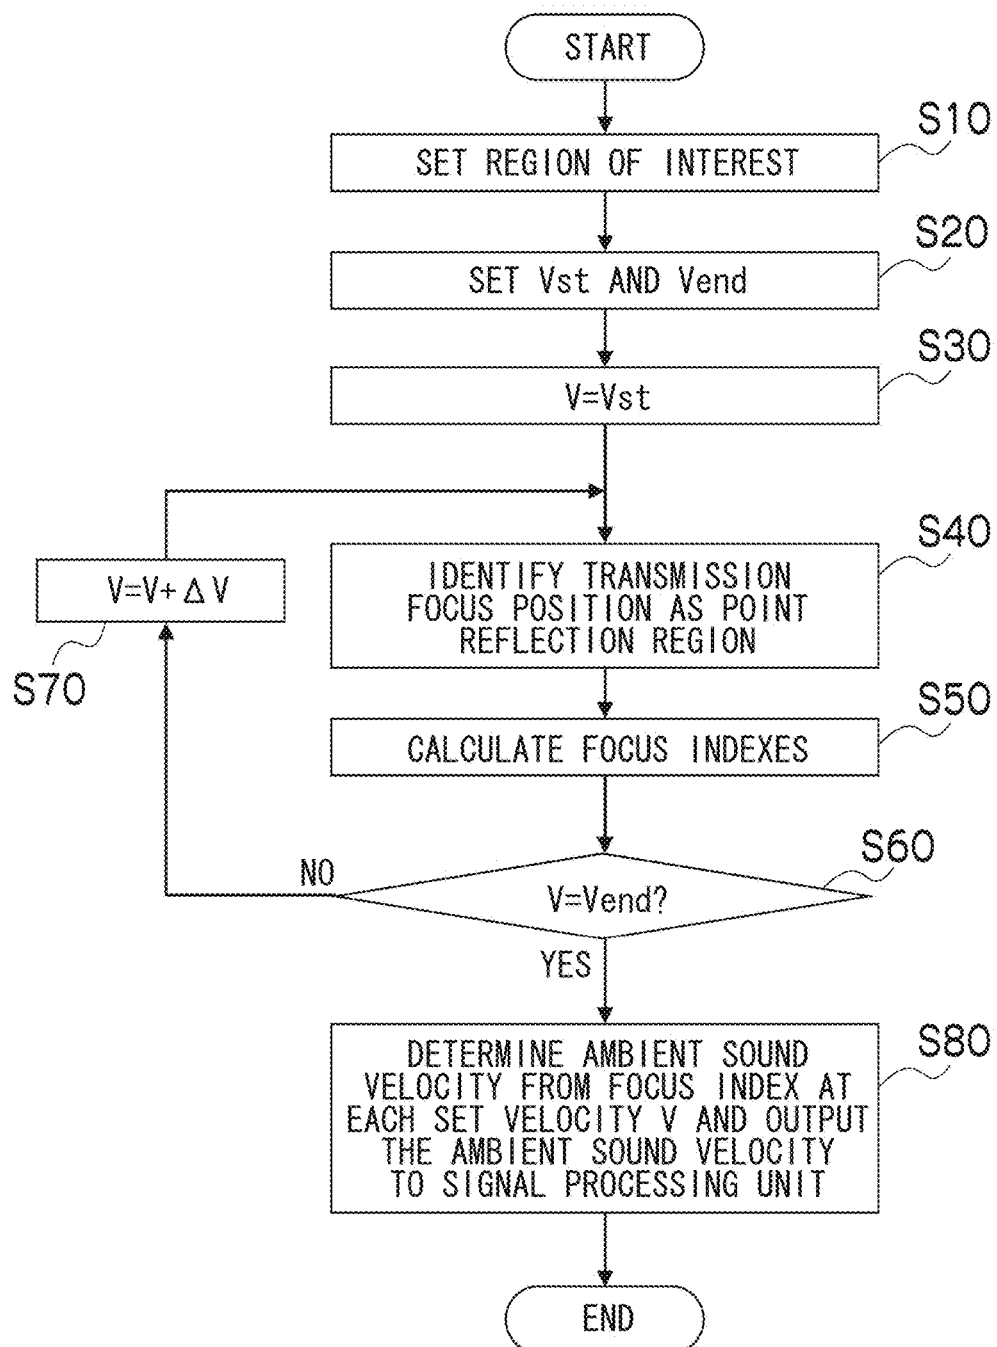 START
S10
SET REGION OF INTEREST
S20
SET Vst AND Vend
S30
V=Vst
S40
IDENTIFY TRANSMISSION
FOCUS POSITION AS POINT
REFLECTION REGION
V=V+ΔV
S70
S50
CALCULATE FOCUS INDEXES
S60
NO
V=Vend?
YES
S80
DETERMINE AMBIENT SOUND
VELOCITY FROM FOCUS INDEX AT
EACH SET VELOCITY V AND OUTPUT
THE AMBIENT SOUND VELOCITY
TO SIGNAL PROCESSING UNIT
END